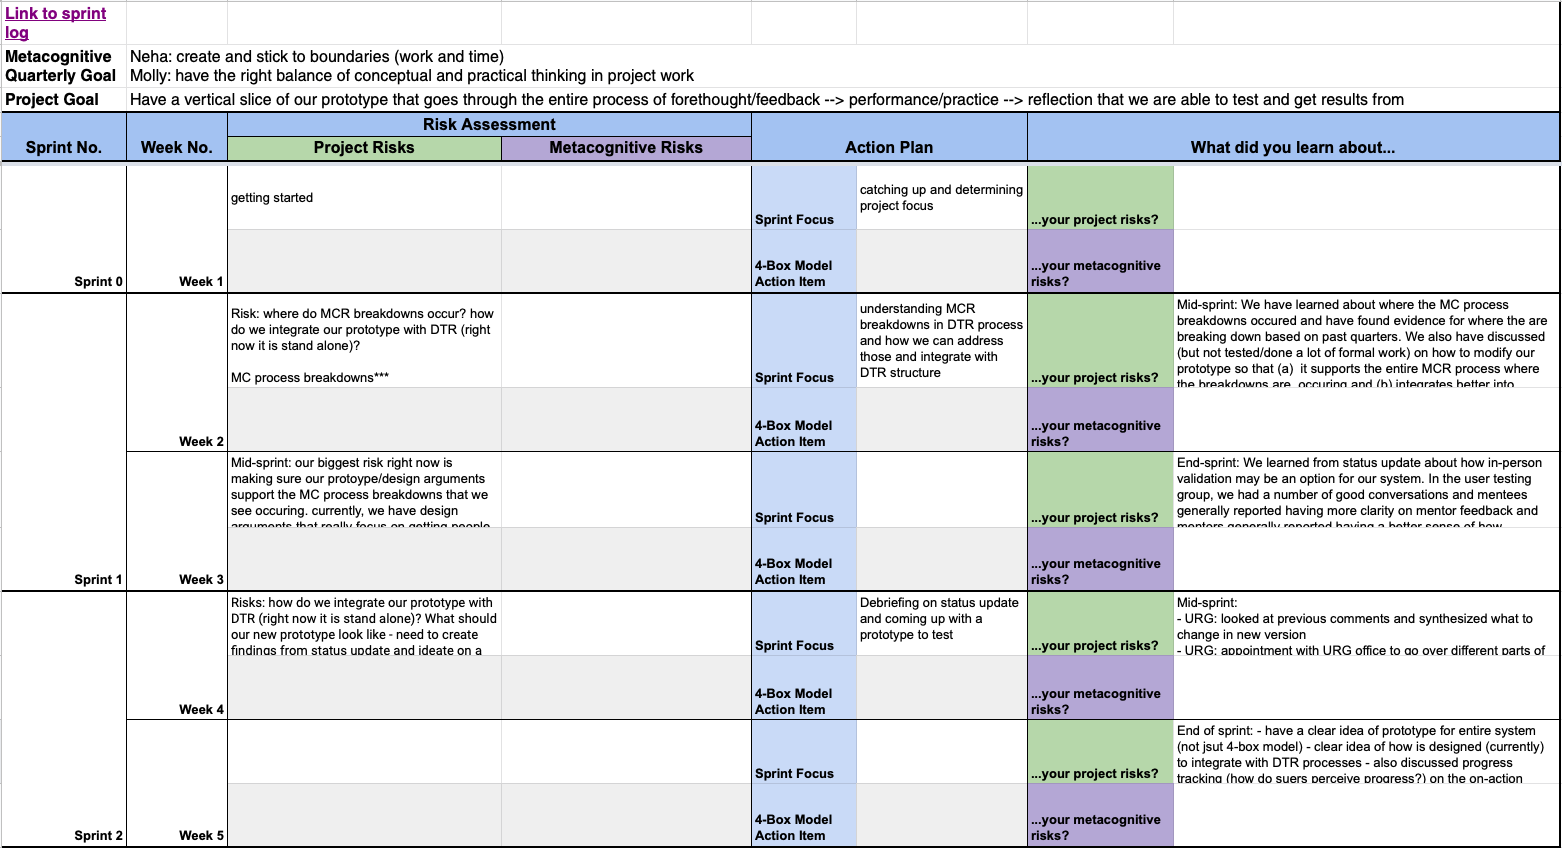 Link to sprint
log
Metacognitive
Quarterly Goal
Neha: create and stick to boundaries (work and time)
Molly: have the right balance of conceptual and practical thinking in project work
Project Goal
Have a vertical slice of our prototype that goes through the entire process of forethought/feedback --> performance/practice --> reflection that we are able to test and get results from
Sprint No.
Week No.
Risk Assessment
Project Risks
Metacognitive Risks
Action Plan
What did you learn about...
Sprint 0
Week 1
getting started
Sprint Focus
catching up and determining
project focus
...your project risks?
4-Box Model
Action Item
...your metacognitive
risks?
Sprint 1
Week 2
Risk: where do MCR breakdowns occur? how
do we integrate our prototype with DTR (right
now it is stand alone)?
MC process breakdowns***
Sprint Focus
understanding MCR
breakdowns in DTR process
and how we can address
those and integrate with
DTR structure
...your project risks?
Mid-sprint: We have learned about where the MC process
breakdowns occured and have found evidence for where the are
breaking down based on past quarters. We also have discussed
(but not tested/done a lot of formal work) on how to modify our
prototype so that (a)  it supports the entire MCR process where
the breakdowns are  occuring and (b) integrates better into
4-Box Model
Action Item
...your metacognitive
risks?
Week 3
Mid-sprint: our biggest risk right now is
making sure our protoype/design arguments
support the MC process breakdowns that we
see occuring. currently, we have design
arguments that really focus on getting people
Sprint Focus
...your project risks?
End-sprint: We learned from status update about how in-person
validation may be an option for our system. In the user testing
group, we had a number of good conversations and mentees
generally reported having more clarity on mentor feedback and
mentors generally reported having a better sense of how
4-Box Model
Action Item
...your metacognitive
risks?
Sprint 2
Week 4
Risks: how do we integrate our prototype with
DTR (right now it is stand alone)? What should
our new prototype look like - need to create
findings from status update and ideate on a
Sprint Focus
Debriefing on status update
and coming up with a
prototype to test
...your project risks?
Mid-sprint:
- URG: looked at previous comments and synthesized what to
change in new version
- URG: appointment with URG office to go over different parts of
4-Box Model
Action Item
...your metacognitive
risks?
Week 5
Sprint Focus
...your project risks?
End of sprint: - have a clear idea of prototype for entire system
(not jsut 4-box model) - clear idea of how is designed (currently)
to integrate with DTR processes - also discussed progress
tracking (how do suers perceive progress?) on the on-action
4-Box Model
Action Item
...your metacognitive
risks?